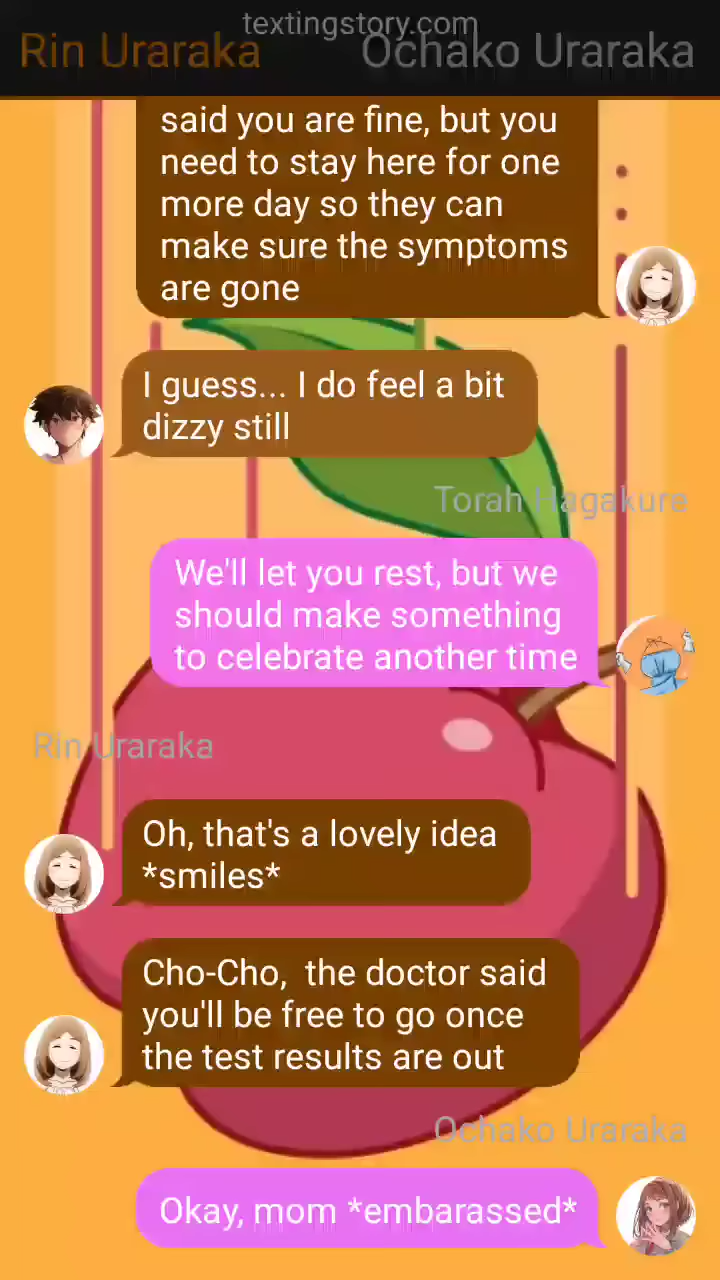 textingstory.com
Rin Uraraka Ochako Uraraka
said you are fine, but you
need to stay here for one
more day so they can
make sure the symptoms
are gone
I guess... I do feel a bit
dizzy still
Torah Hagakure
We'll let you rest, but we
should make something
to celebrate another time
Rin Uraraka
Oh, that's a lovely idea
*smiles*
Cho-Cho,  the doctor said
you'll be free to go once
the test results are out
Ochako Uraraka
Okay, mom *embarassed*